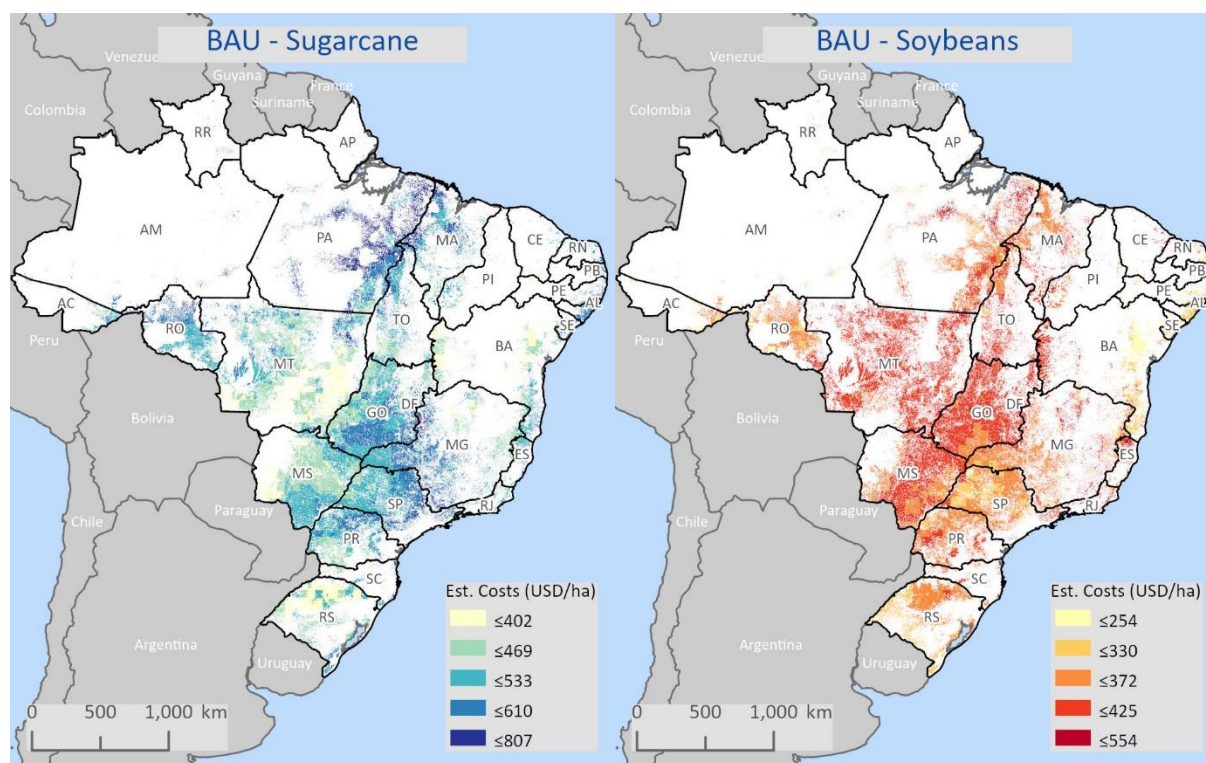 BAU - Sugarcane
Venezue
Guyana
Colombia
Suriname
France
RR
AP
AM
PA
MA
CE
RN
PB
PI
PE
AL
AC
SE
RO
TO
Peru
BA
MT
GO
DF
Bolivia
MG
ES
MS
SP
RJ
Paraguay
Chile
PR
SC
RS
Argentina
Uruguay
Est. Costs (USD/ha)
≤402
≤469
≤533
≤610
≤807
0 500 1,000 km
BAU - Soybeans
Venezue
Guyana
Colombia
Suriname
France
RR
AP
AM
PA
MA
CE
RN
PB
PI
PE
AL
AC
SE
RO
TO
Peru
BA
MT
GO
DF
Bolivia
MG
ES
MS
SP
RJ
Paraguay
Chile
PR
SC
RS
Argentina
Uruguay
Est. Costs (USD/ha)
≤254
≤330
≤372
≤425
≤554
0 500 1,000 km